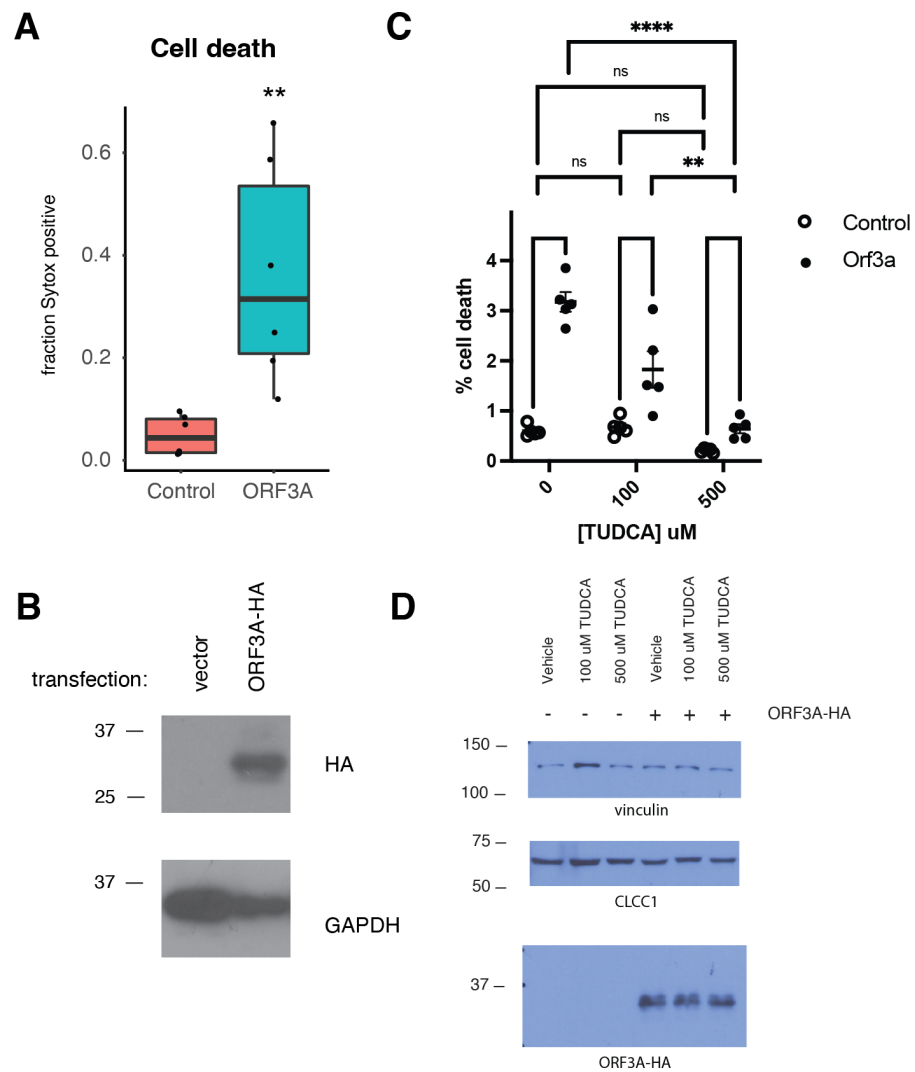 A
Cell death
**
fraction Sytox positive
0.6
0.4
0.2
0.0
Control
ORF3A
B
transfection:
vector
ORF3A-HA
37
25
HA
37
GAPDH
C
****
ns
ns
ns
**
Control
Orf3a
% cell death
4
3
2
1
0
0
100
500
[TUDCA] uM
D
Vehicle
100 uM TUDCA
500 uM TUDCA
Vehicle
100 uM TUDCA
500 uM TUDCA
- - - + + + ORF3A-HA
150
100
vinculin
75
50
CLCC1
37
ORF3A-HA